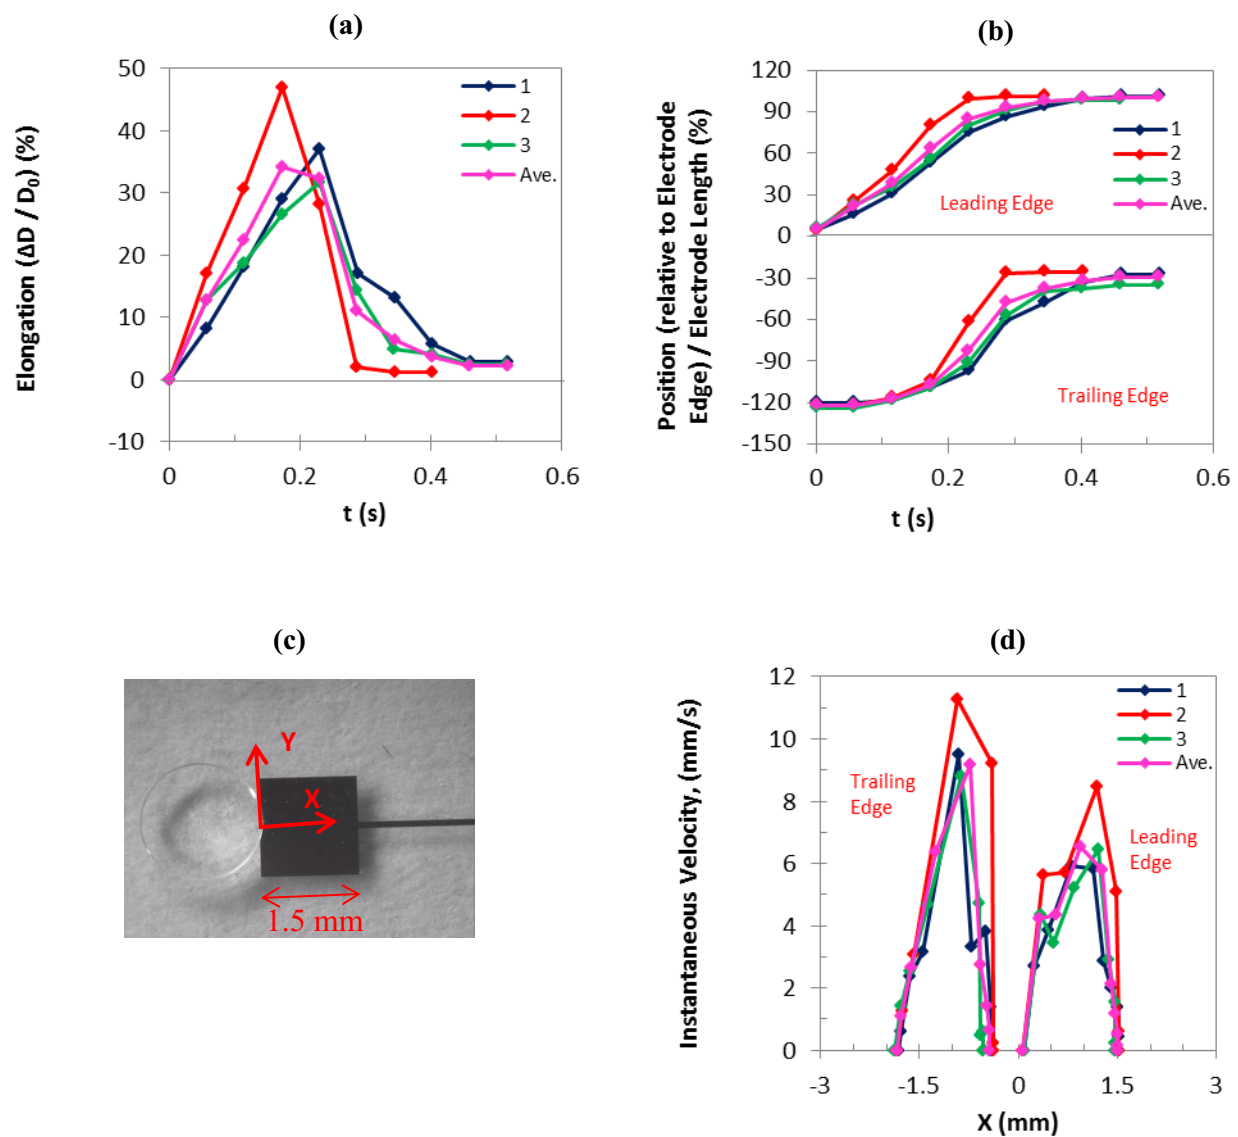 (a)
Elongation (ΔD / D₀) (%)
50
40
30
20
10
0
-10
0
0.2
0.4
0.6
t (s)
1
2
3
Ave.
(b)
Position (relative to Electrode
Edge) / Electrode Length (%)
120
90
60
30
0
-30
-60
-90
-120
-150
0
0.2
0.4
0.6
t (s)
1
2
3
Ave.
Leading Edge
Trailing Edge
(c)
Y
X
1.5 mm
(d)
Instantaneous Velocity, (mm/s)
12
10
8
6
4
2
0
-3
-1.5
0
1.5
3
X (mm)
1
2
3
Ave.
Trailing
Edge
Leading
Edge